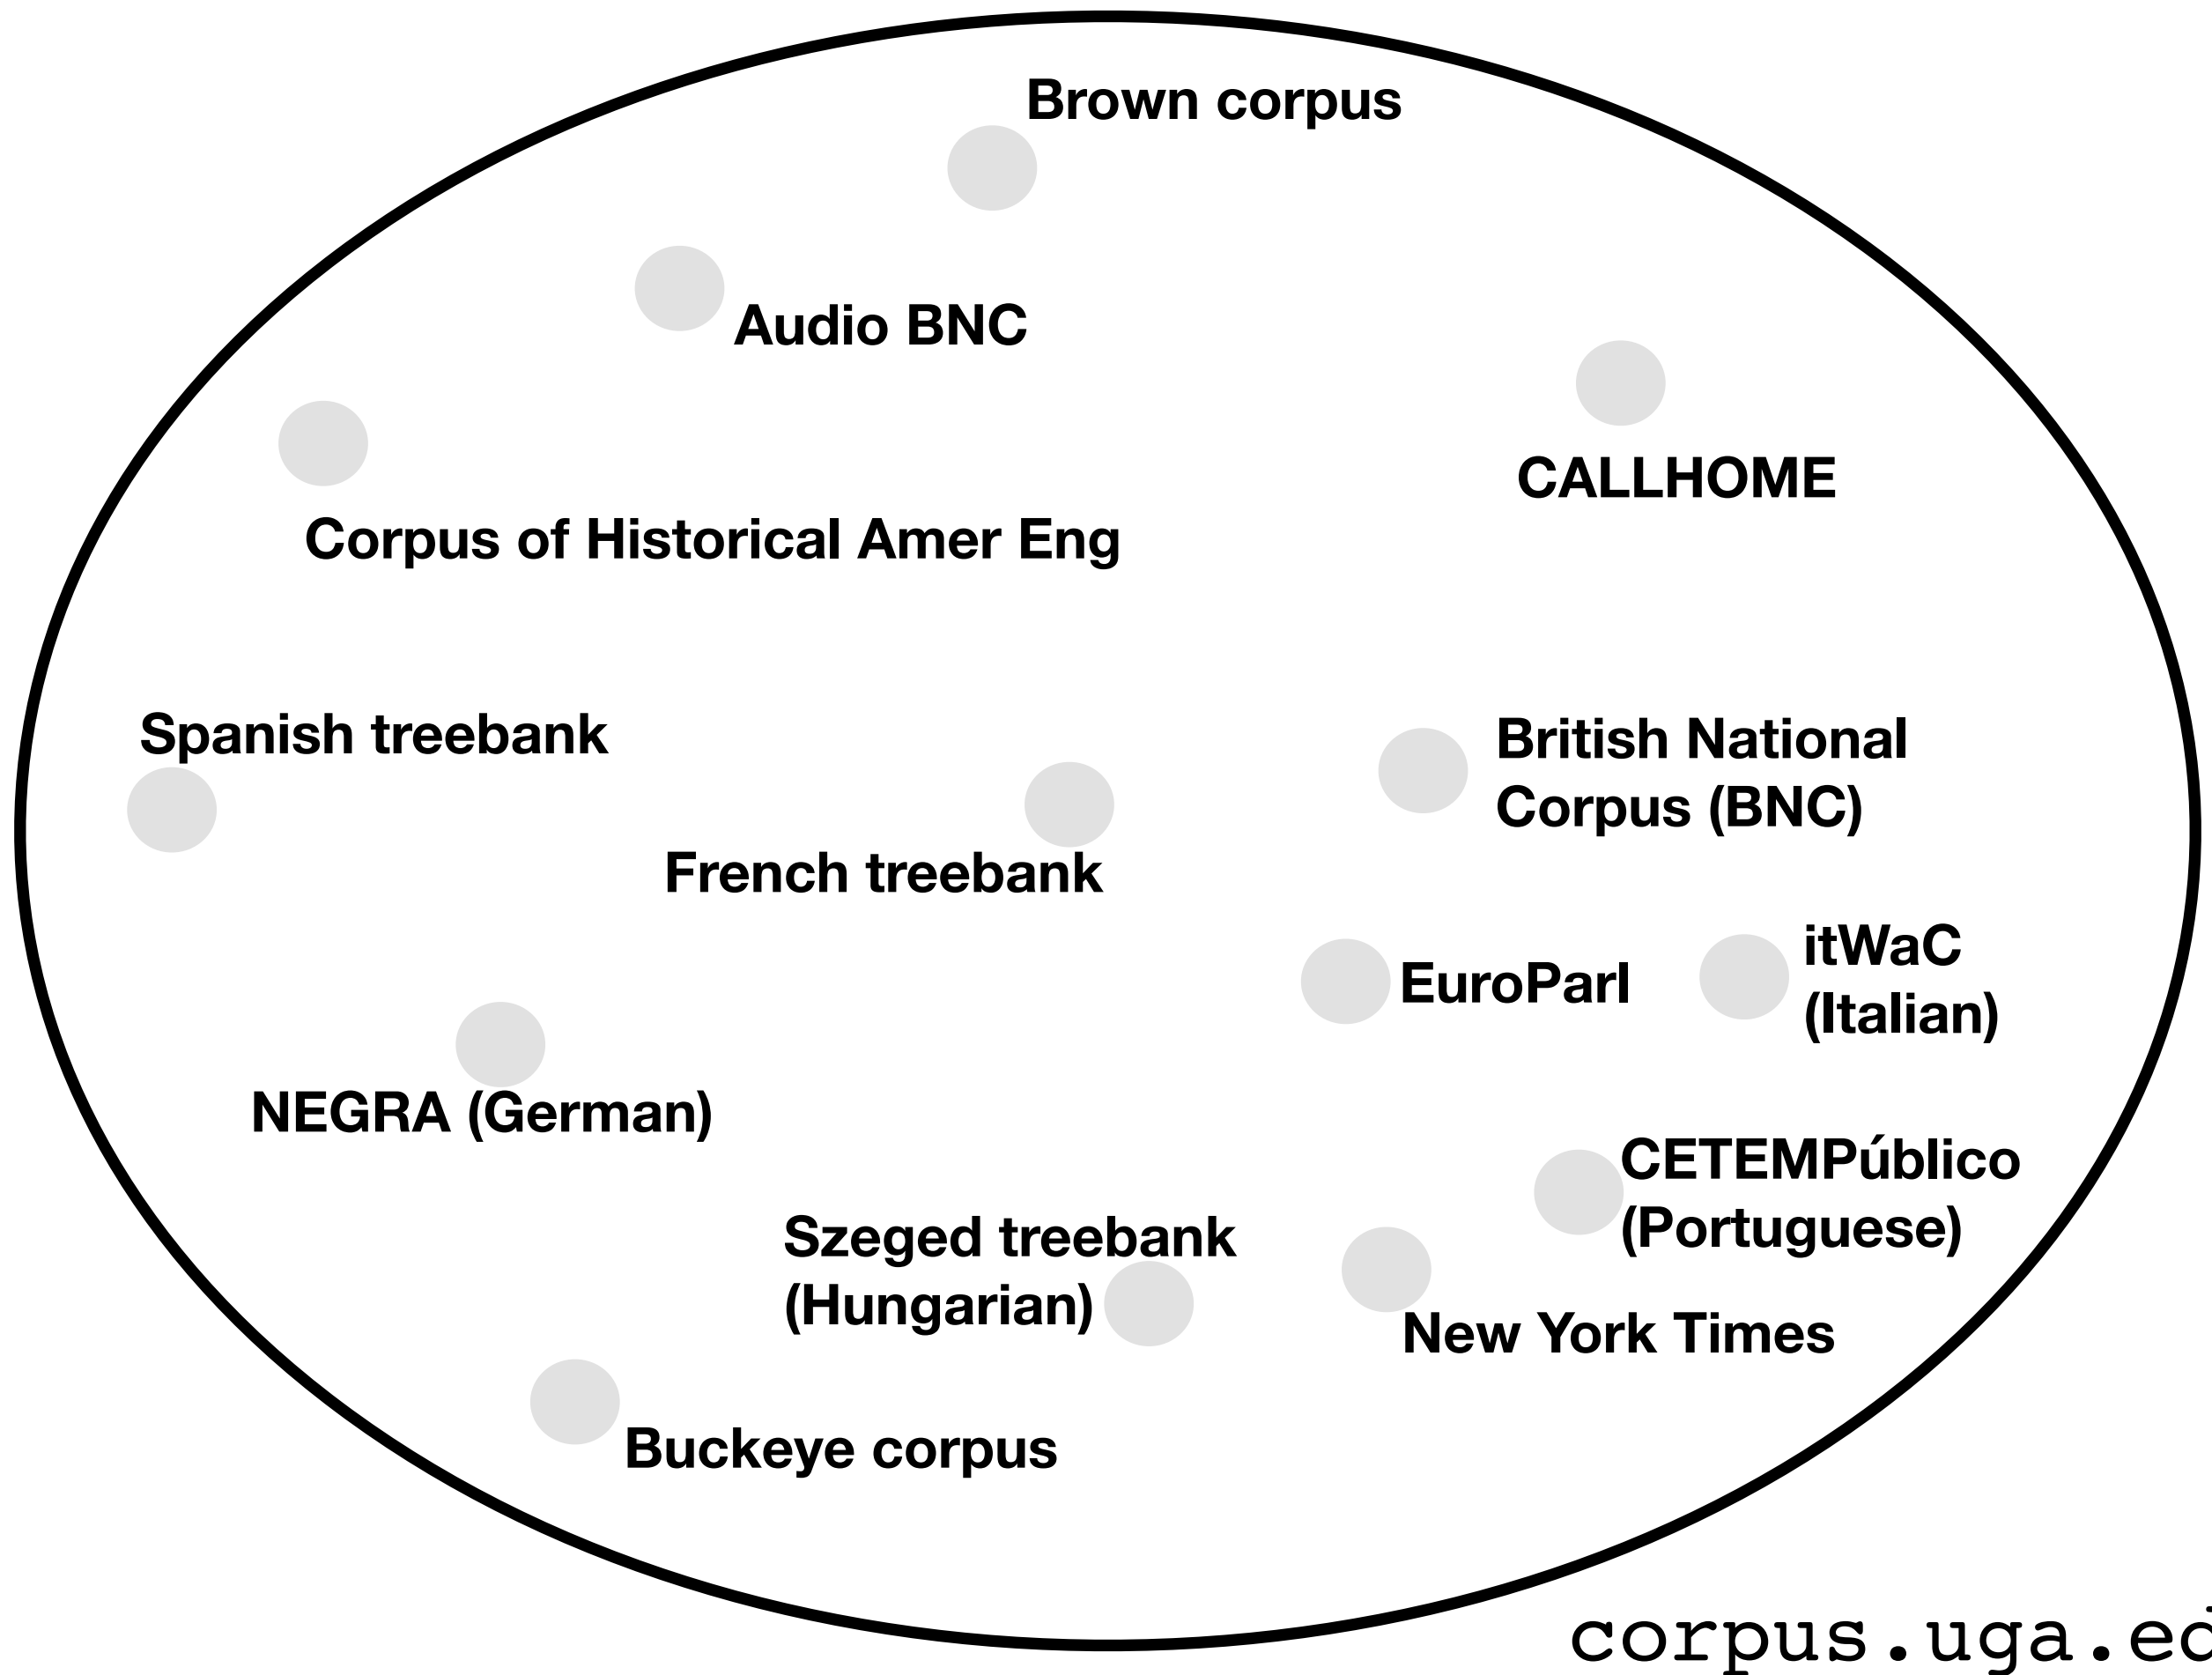 Brown corpus
Audio BNC
CALLHOME
Corpus of Historical Amer Eng
Spanish treebank
British National
Corpus (BNC)
French treebank
itWaC
(Italian)
EuroParl
NEGRA (German)
CETEMPúblico
(Portuguese)
Szeged treebank
(Hungarian)
New York Times
Buckeye corpus
corpus.uga.ed